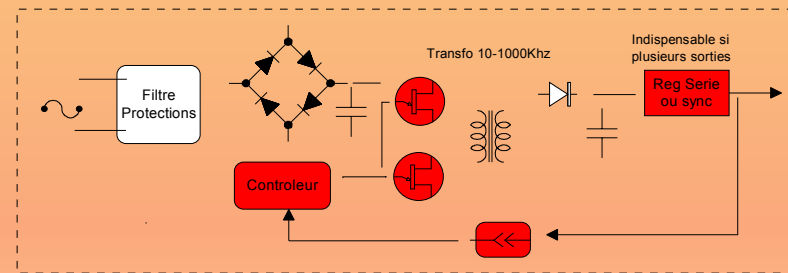 Indispensable si
plusieurs sorties
Transfo 10-1000Khz
Filtre
Protections
Reg Serie
ou sync
Controleur